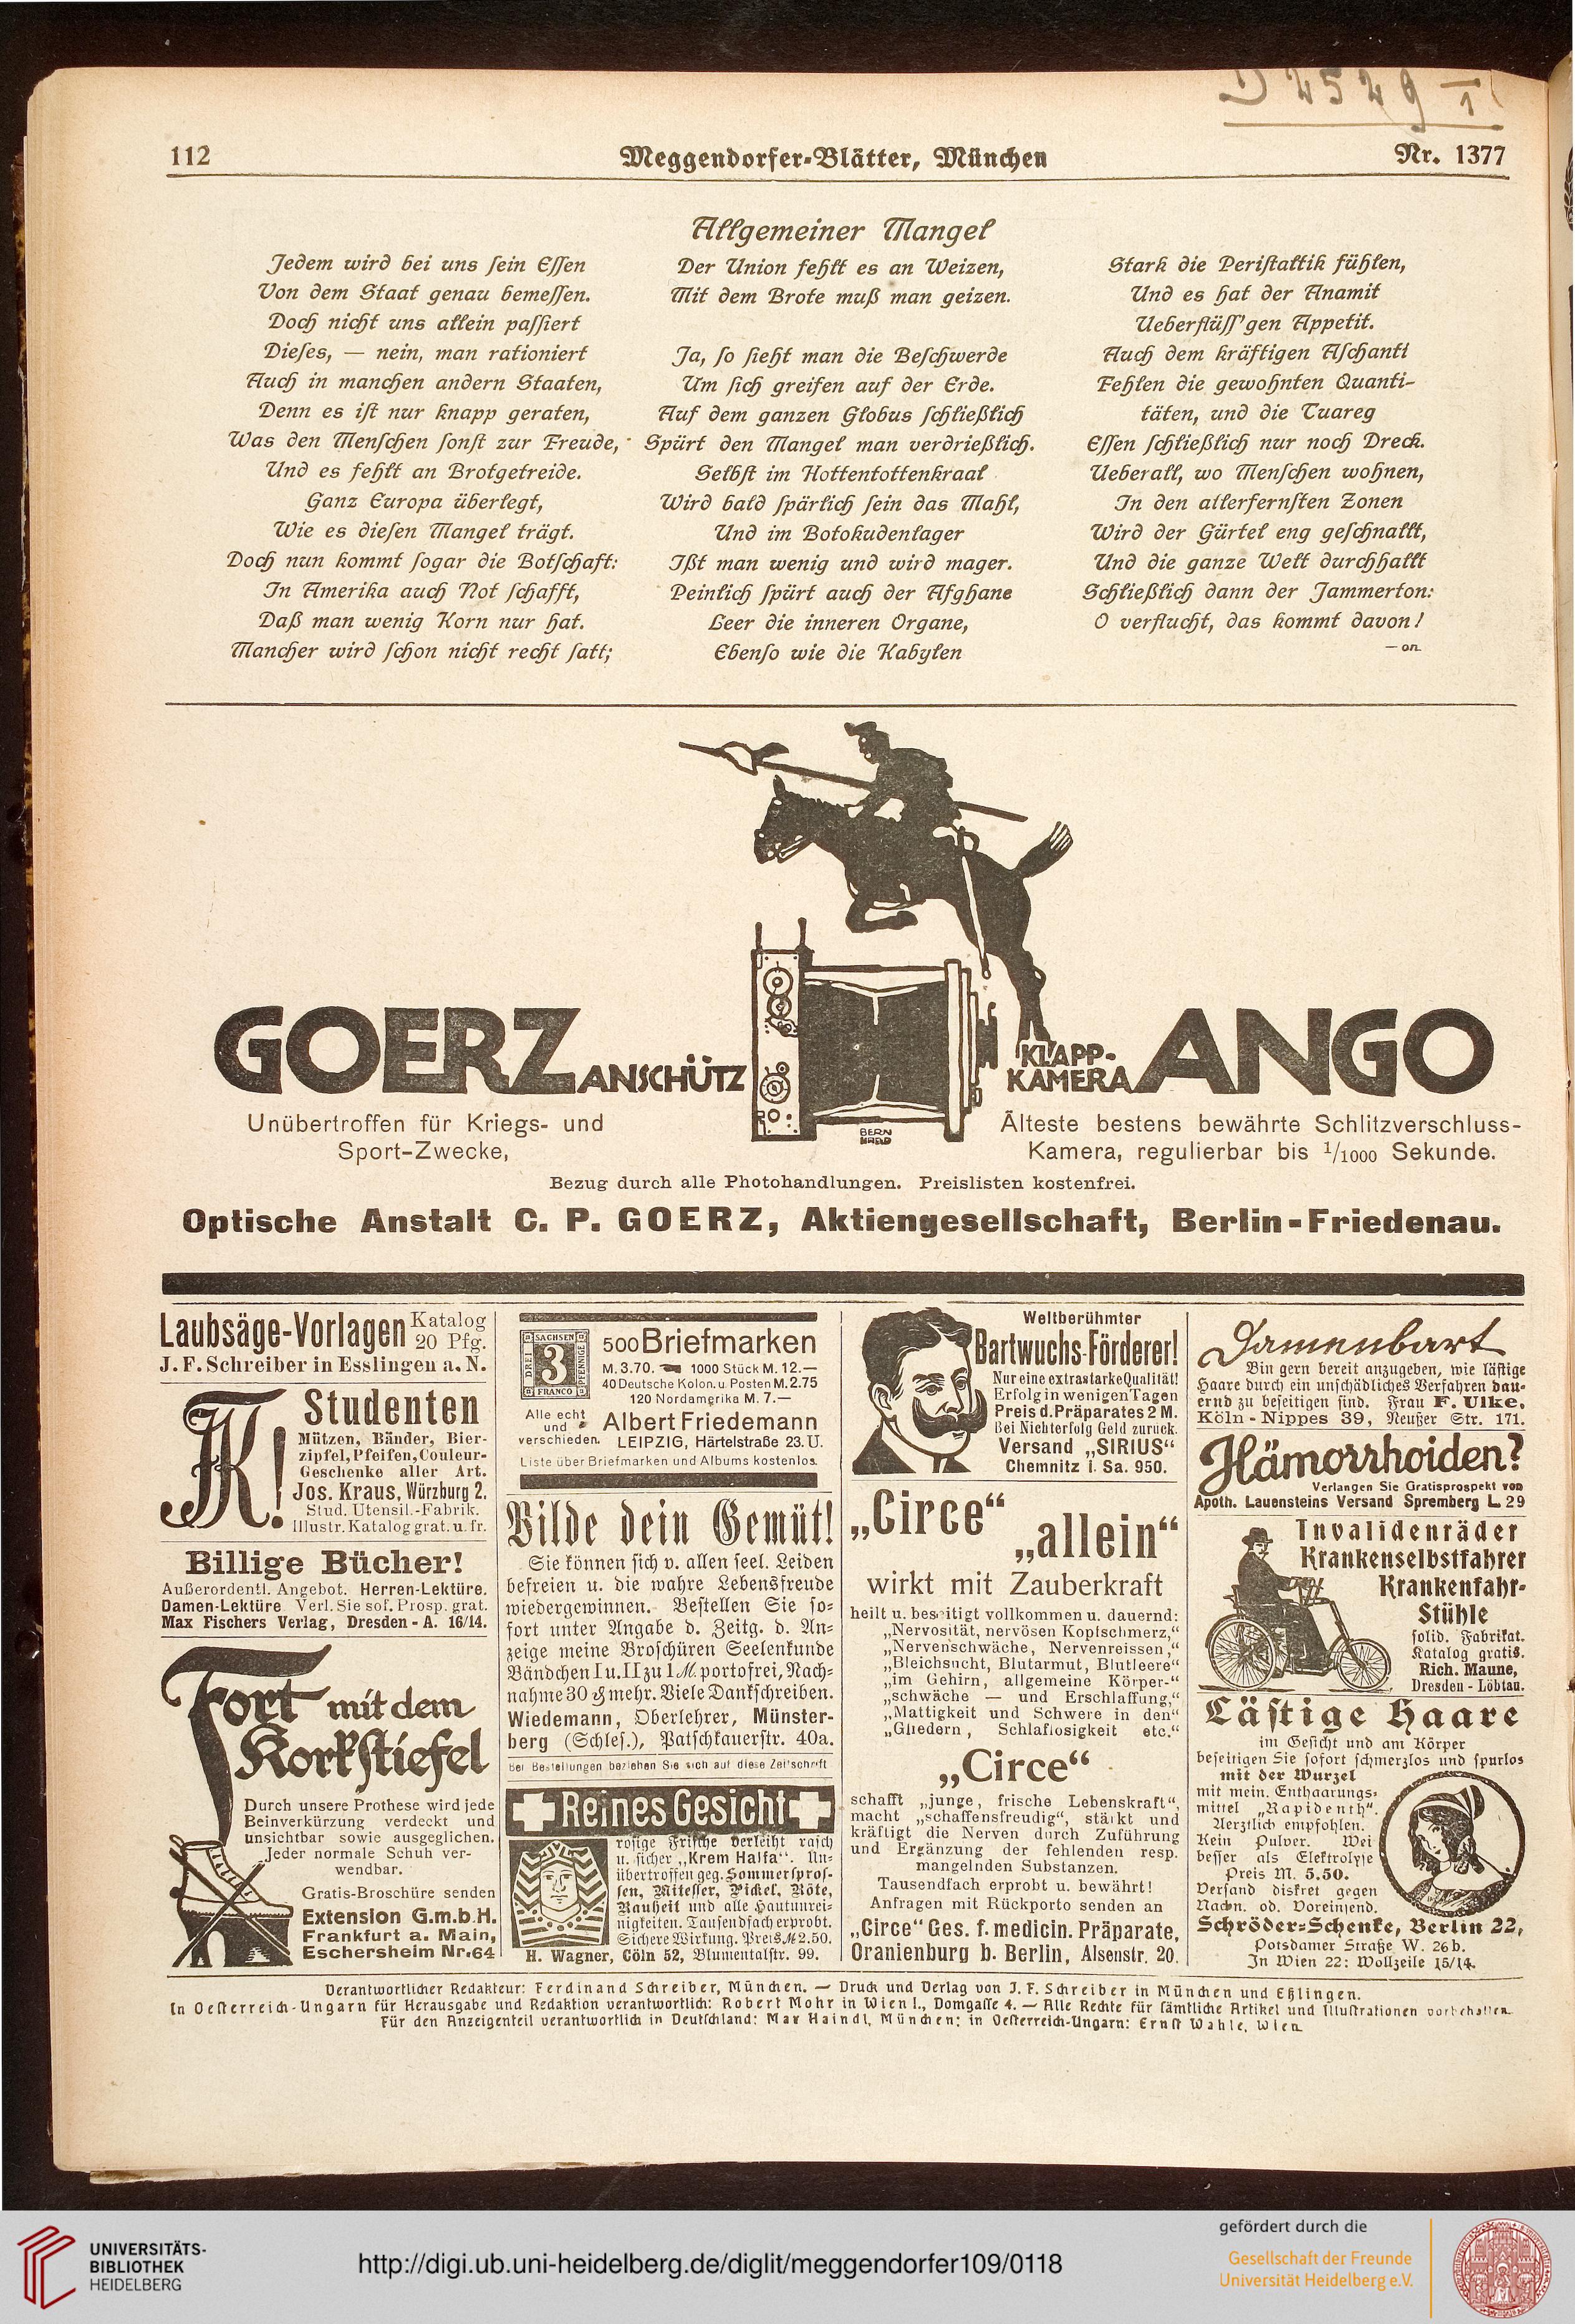 D 2529 I
112
Meggendorfer-Blätter, München
Nr. 1377
Allgemeiner Mangel
Jedem wird bei uns sein Essen
Von dem Staat genau bemessen.
Doch nicht uns allein passiert
Dieses, — nein, man rationiert
Auch in manchen andern Staaten,
Denn es ist nur knapp geraten,
Was den Menschen sonst zur Freude,
Und es fehlt an Brotgetreide.
Ganz Europa überlegt,
Wie es diesen Mangel trägt.
Doch nun kommt sogar die Botschaft:
In Amerika auch Not schafft,
Daß man wenig Korn nur hat.
Mancher wird schon nicht recht satt;
Der Union fehlt es an Weizen,
Mit dem Brote muß man geizen.
Ja, so sieht man die Beschwerde
Um sich greifen auf der Erde.
Auf dem ganzen Globus schließlich
Spürt den Mangel man verdrießlich.
Selbst im Hottentottenkraal
Wird bald spärlich sein das Mahl,
Und im Botokudenlager
Ißt man wenig und wird mager.
Peinlich spürt auch der Afghane
Leer die inneren Organe,
Ebenso wie die Kabylen
Stark die Peristaltik fühlen,
Und es hat der Anamit
Ueberflüss'gen Appetit.
Auch dem kräftigen Aschanti
Fehlen die gewohnten Quanti-
täten, und die Tuareg
Essen schließlich nur noch Dreck.
Ueberall, wo Menschen wohnen,
In den allerfernsten Zonen
Wird der Gürtel eng geschnallt,
Und die ganze Welt durchhallt
Schließlich dann der Jammerton:
O verflucht, das kommt davon!
— on.
GOERZ ANSCHÜTZ KLAPP-KAMERA ANGO
BERN
HARD
Unübertroffen für Kriegs- und
Sport-Zwecke,
Älteste bestens bewährte Schlitzverschluss-
Kamera, regulierbar bis 1/1000 Sekunde.
Bezug durch alle Photohandlungen. Preislisten kostenfrei.
Optische Anstalt C. P. GOERZ, Aktiengesellschaft, Berlin-Friedenau.
Laubsäge-Vorlagen Katalog 20 Pfg.
J. F. Schreiber in Esslingen a. N.
Studenten
Mützen, Bänder, Bier-
zipfel, Pfeifen, Couleur-
Geschenke aller Art.
Jos. Kraus, Würzburg 2.
Stud. Utensil.-Fabrik.
Illustr. Katalog grat. u. fr.
Billige Bücher!
Außerordentl. Angebot. Herren-Lektüre.
Damen-Lektüre Verl. Sie sof. Prosp. grat.
Max Fischers Verlag, Dresden-A. 16/14.
Fort mit dem
Korkstiefel
Durch unsere Prothese wird jede
Beinverkürzung verdeckt und
unsichtbar sowie ausgeglichen.
Jeder normale Schuh ver-
wendbar.
Gratis-Broschüre senden
Extension G.m.b.H.
Frankfurt a. Main,
Eschersheim Nr. 64
SACHSEN
DREI
3
PFENNIGE
FRANCO
500 Briefmarken
M. 3.70. 1000 Stück M. 12.—
40 Deutsche Kolon. u. Posten M. 2.75
120 Nordamerika M. 7.—
Alle echt
und
verschieden.
Albert Friedemann
LEIPZIG, Härtelstraße 23. U.
Liste über Briefmarken und Albums kostenlos.
Bilde dein Gemüt!
Sie können sich v. allen seel. Leiden
befreien u. die wahre Lebensfreude
wiedergewinnen. Bestellen Sie so-
fort unter Angabe d. Zeitg. d. An-
zeige meine Broschüren Seelenkunde
Bändchen I u. II zu 1 M. portofrei, Nach-
nahme 30 ₰ mehr. Viele Dankschreiben.
Wiedemann, Oberlehrer, Münster-
berg (Schles.), Patschkauerstr. 40a.
Bei Bestellungen beziehen Sie sich auf diese Zeitschrift
Reines Gesicht
rosige Frische verleiht rasch
u. sicher „Krem Halfa“. Un-
übertroffen geg. Sommerspros-
sen, Mitesser, Pickel, Röte,
Rauheit und alle Hautunrei-
nigkeiten. Tausendfach erprobt.
Sichere Wirkung. Preis M 2.50.
H. Wagner, Cöln 52, Blumentalstr. 99.
Weltberühmter
Bartwuchs-Förderer!
Nur eine extrastarke Qualität!
Erfolg in wenigen Tagen
Preis d. Präparates 2 M.
Bei Nichterfolg Geld zurück.
Versand „SIRIUS“
Chemnitz i. Sa. 950.
„Circe“ „allein“
wirkt mit Zauberkraft
heilt u. beseitigt vollkommen u. dauernd:
„Nervosität, nervösen Kopfschmerz,“
„Nervenschwäche, Nervenreissen,“
„Bleichsucht, Blutarmut, Blutleere“
„im Gehirn, allgemeine Körper-“
„schwäche — und Erschlaffung,“
„Mattigkeit und Schwere in den“
„Gliedern, Schlaflosigkeit etc.“
„Circe“
schafft „junge, frische Lebenskraft“,
macht „schaffensfreudig“, stärkt und
kräftigt die Nerven durch Zuführung
und Ergänzung der fehlenden resp.
mangelnden Substanzen.
Tausendfach erprobt u. bewährt!
Anfragen mit Rückporto senden an
„Circe“ Ges. f. medicin. Präparate,
Oranienburg b. Berlin, Alsenstr. 20.
Damenbart
Bin gern bereit anzugeben, wie lästige
Haare durch ein unschädliches Verfahren dau-
ernd zu beseitigen sind. Frau F. Ulke,
Köln-Nippes 39, Neußer Str. 171.
Hämorrhoiden?
Verlangen Sie Gratisprospekt von
Apoth. Lauensteins Versand Spremberg L. 29
Invalidenräder
Krankenselbstfahrer
Krankenfahr-
Stühle
solid. Fabrikat.
Katalog gratis.
Rich. Maune,
Dresden-Löbtau.
Lästige Haare
im Gesicht und am Körper
beseitigen Sie sofort schmerzlos und spurlos
mit der Wurzel
mit mein. Enthaarungs-
mittel „Rapidenth“.
Aerztlich empfohlen.
Kein Pulver. Wei
besser als Elektrolyse
Preis M. 5.50.
Versand diskret gegen
Nachn. od. Voreinsend.
Schröder-Schenke, Berlin 22,
Potsdamer Straße W. 26b.
In Wien 22: Wollzeile 15/14.
Verantwortlicher Redakteur: Ferdinand Schreiber, München. — Druck und Verlag von J. F. Schreiber in München und Eßlingen.
In Oesterreich-Ungarn für Herausgabe und Redaktion verantwortlich: Robert Mohr in Wien I., Domgasse 4. — Alle Rechte für sämtliche Artikel und Illustrationen vorbehalten.
Für den Anzeigenteil verantwortlich in Deutschland: Max Haindl, München; in Oesterreich-Ungarn: Ernst Wahle, Wien
UNIVERSITÄTS-
BIBLIOTHEK
HEIDELBERG
http://digi.ub.uni-heidelberg.de/diglit/meggendorfer109/0118
gefördert durch die
Gesellschaft der Freunde
Universität Heidelberg e.V.